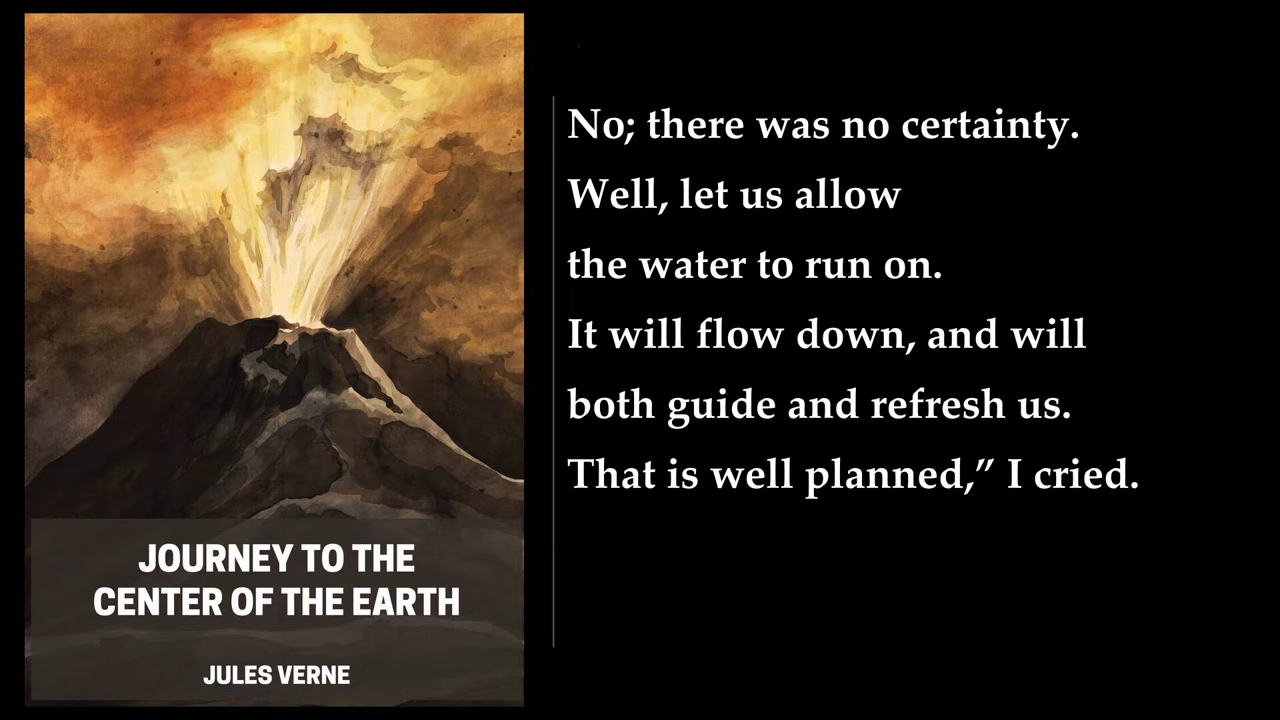 JOURNEY TO THE
CENTER OF THE EARTH
JULES VERNE
No; there was no certainty.
Well, let us allow
the water to run on.
It will flow down, and will
both guide and refresh us.
That is well planned,” I cried.